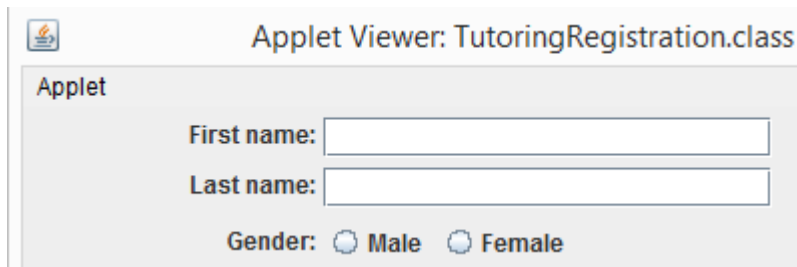 Applet Viewer: TutoringRegistration.class
Applet
First name:
Last name:
Gender: Male Female